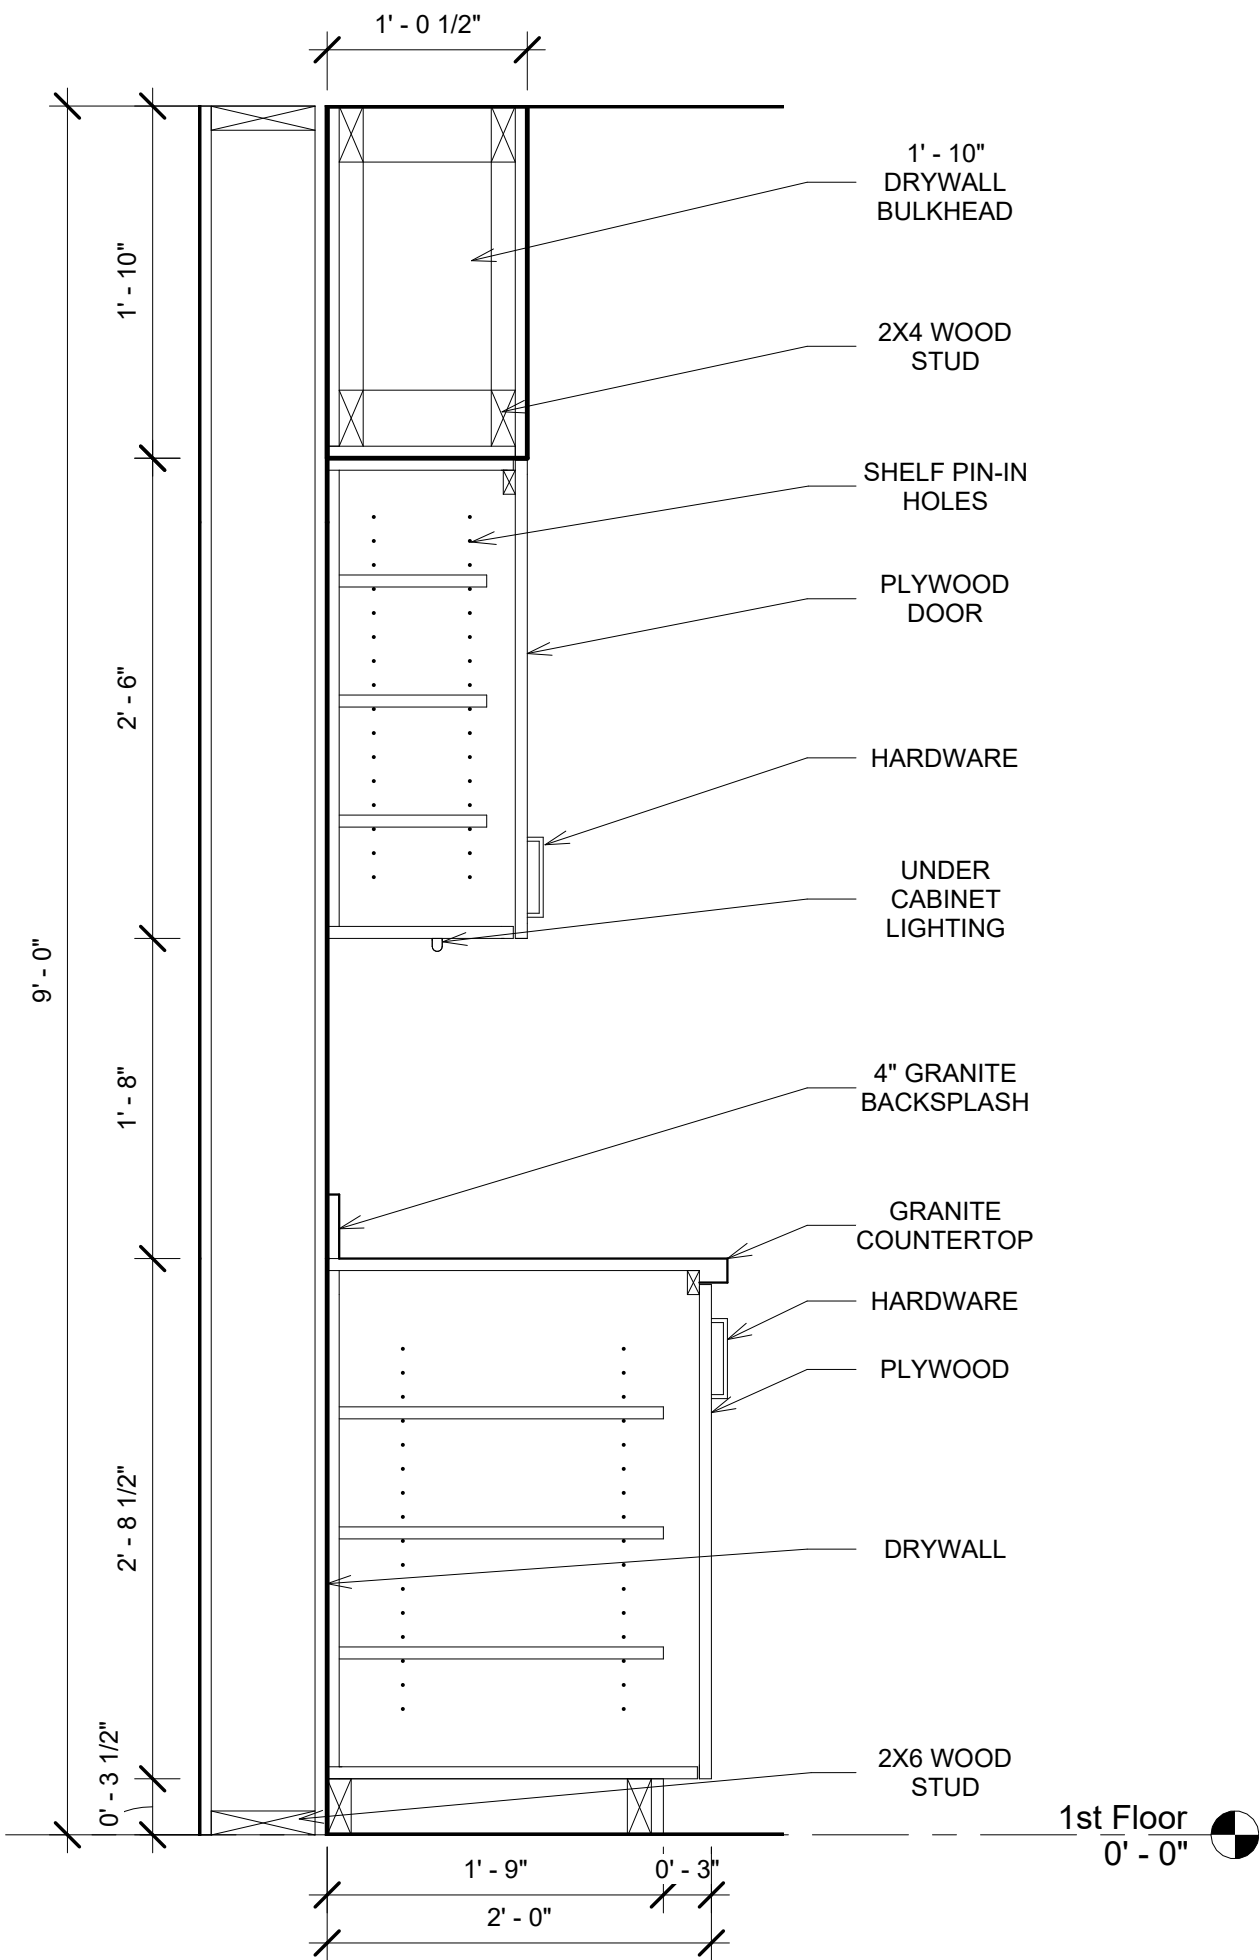 1' - 0 1/2"
1' - 10"
DRYWALL
BULKHEAD
1' - 10"
2X4 WOOD
STUD
SHELF PIN-IN
HOLES
PLYWOOD
DOOR
2' - 6"
HARDWARE
UNDER
CABINET
LIGHTING
9' - 0"
1' - 8"
4" GRANITE
BACKSPLASH
GRANITE
COUNTERTOP
HARDWARE
PLYWOOD
2' - 8 1/2"
DRYWALL
0' - 3 1/2"
2X6 WOOD
STUD
1st Floor
0' - 0"
1' - 9"
0' - 3"
2' - 0"